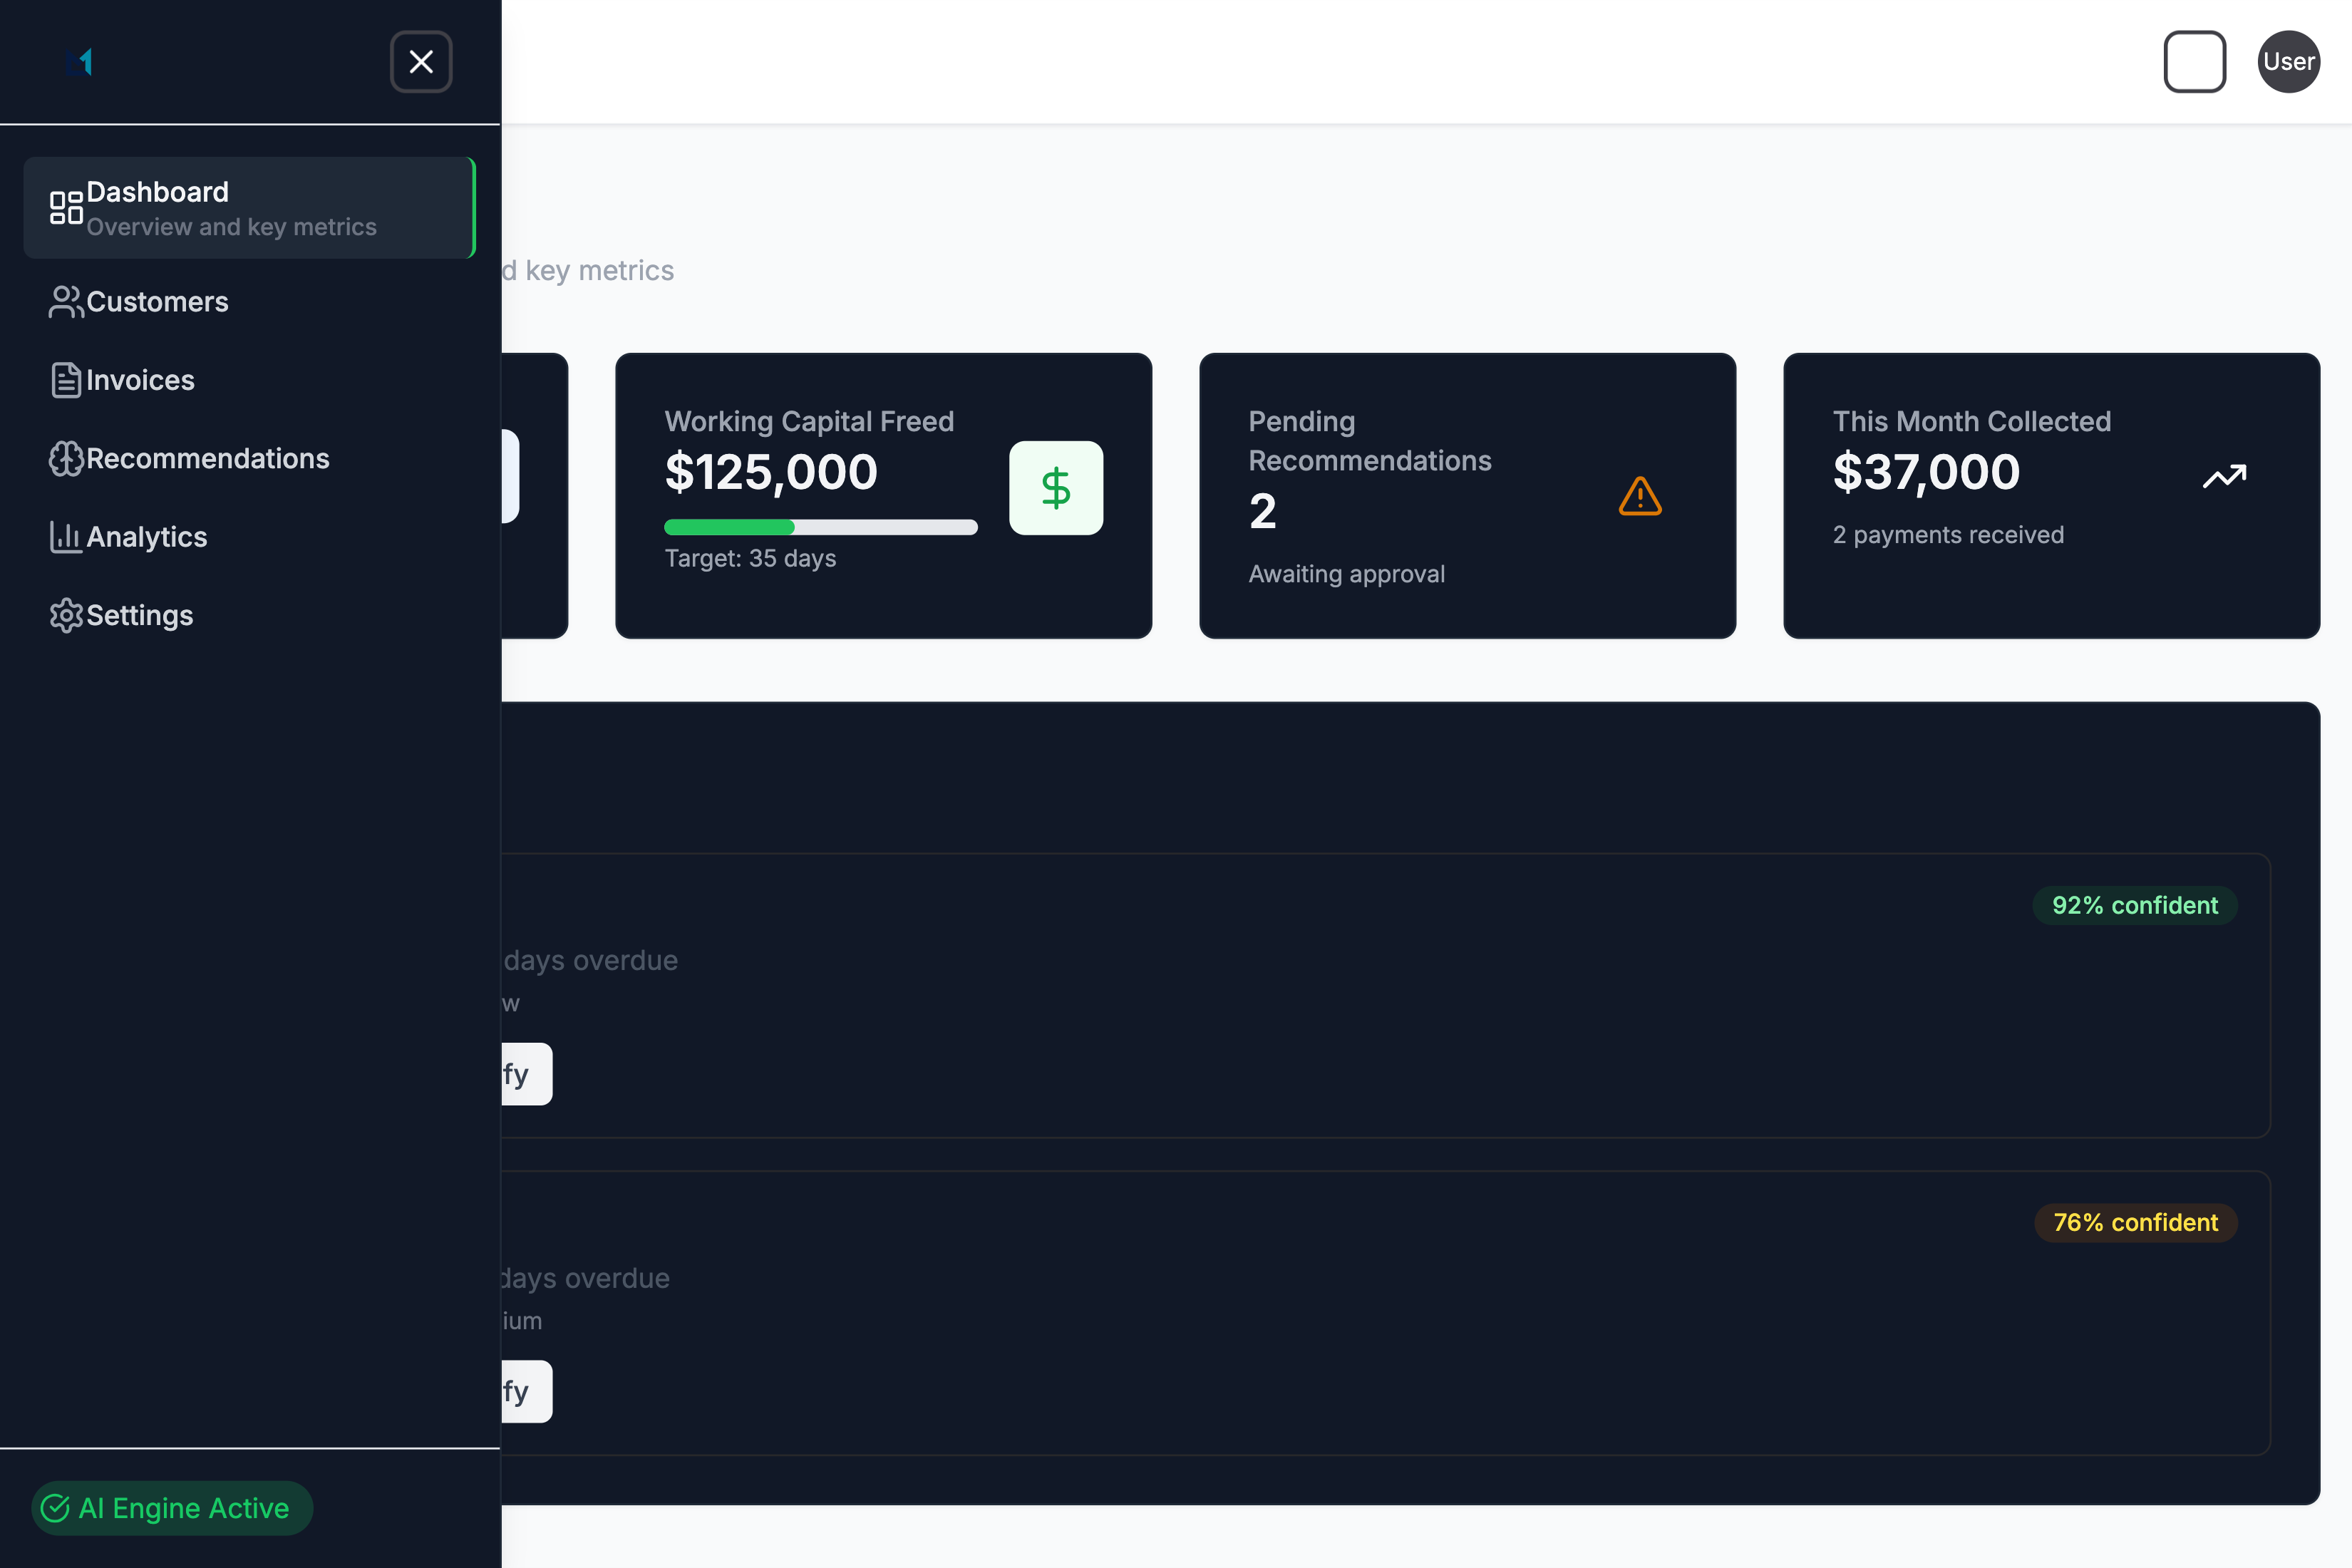 User
Dashboard
Overview and key metrics
Customers
Invoices
Recommendations
Analytics
Settings
AI Engine Active
d key metrics
Working Capital Freed
$125,000
Target: 35 days
Pending
Recommendations
2
Awaiting approval
This Month Collected
$37,000
2 payments received
92% confident
days overdue
w
fy
76% confident
days overdue
ium
fy